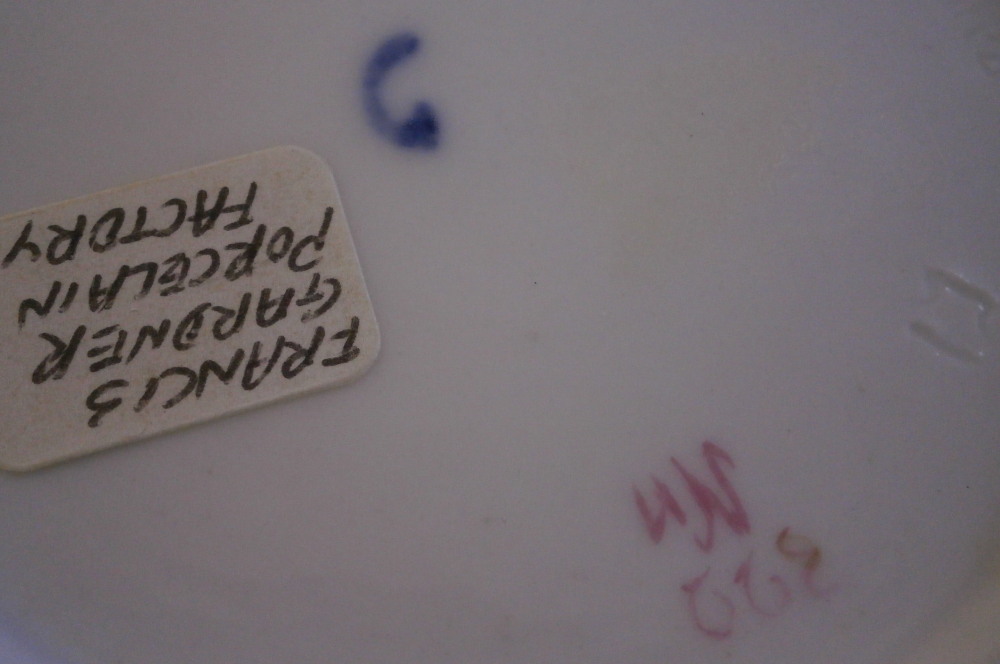 FRANCIS
GARDNER
PORCELAIN
FACTORY
G